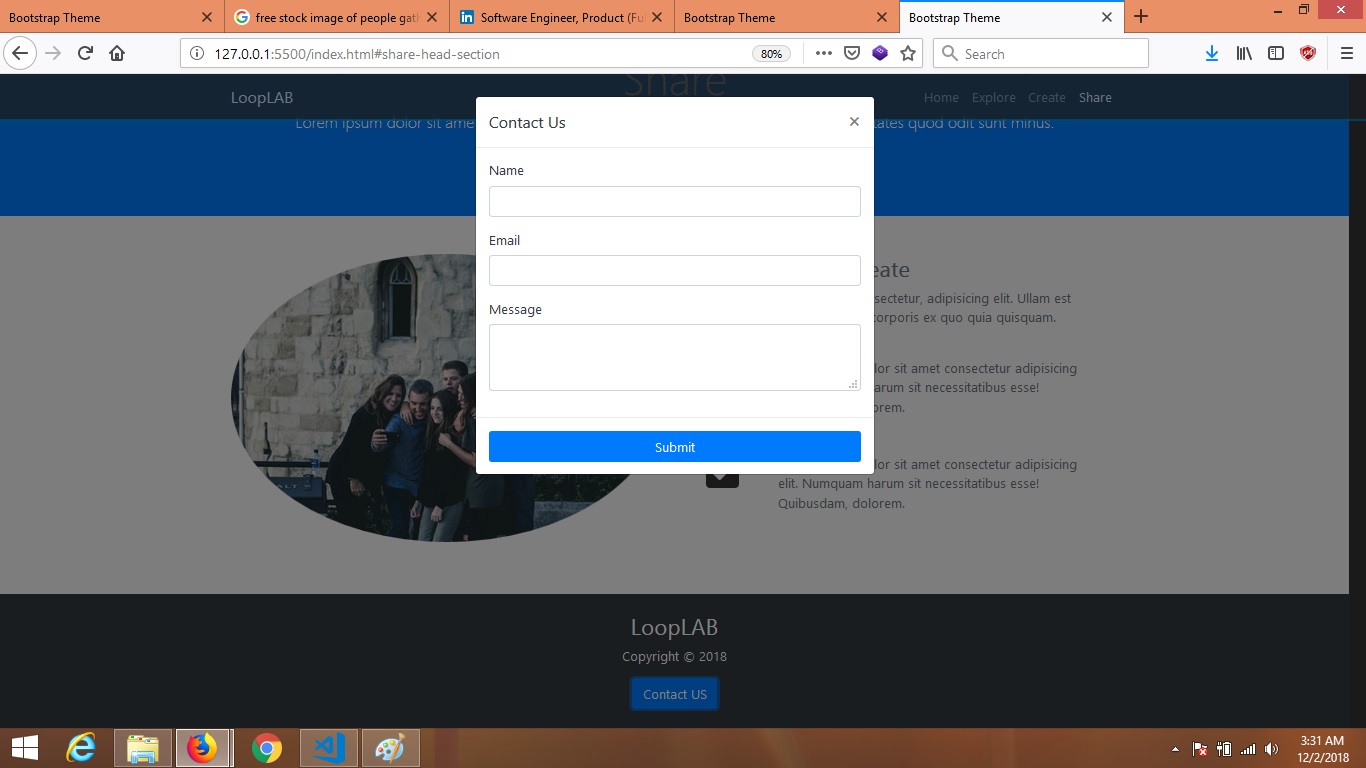 Bootstrap Theme
free stock image of people gat
Software Engineer, Product (Fu
Bootstrap Theme
Bootstrap Theme
127.0.0.1:5500/index.html#share-head-section
80%
Search
LoopLAB
Share
Home Explore Create Share
Lorem ipsum dolor sit ame
tates quod odit sunt minus.
Contact Us
×
Name
Email
Message
Submit
eate
sectetur, adipisicing elit. Ullam est
corporis ex quo quia quisquam.
lor sit amet consectetur adipisicing
arum sit necessitatibus esse!
orem.
lor sit amet consectetur adipisicing
elit. Numquam harum sit necessitatibus esse!
Quibusdam, dolorem.
LoopLAB
Copyright © 2018
Contact US
3:31 AM
12/2/2018